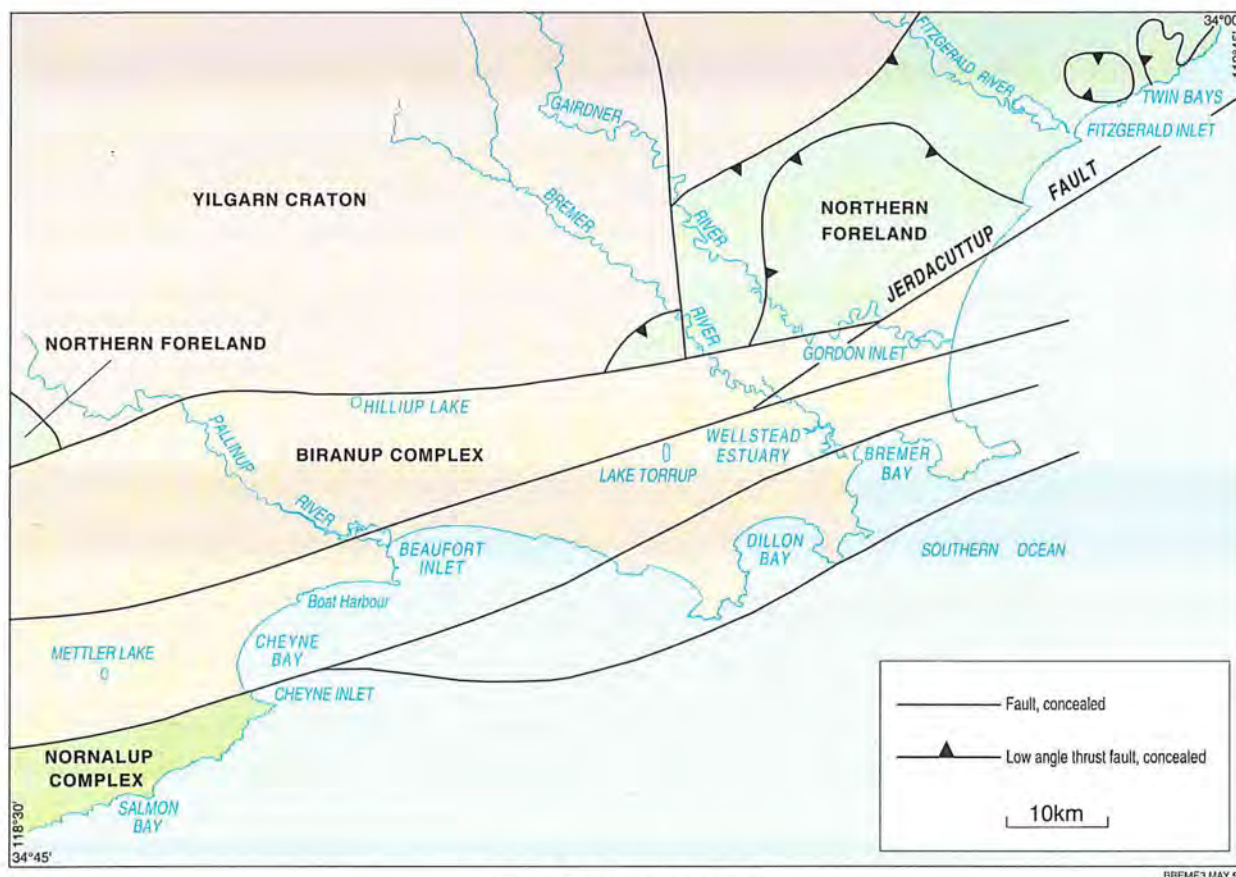 34°00'
FITZGERALD RIVER
TWIN BAYS
FITZGERALD INLET
GAIRDNER
RIVER
YILGARN CRATON
BREMER
RIVER
NORTHERN
FORELAND
JERDACUTTUP FAULT
NORTHERN FORELAND
GORDON INLET
HILLIUP LAKE
PALLINUP
RIVER
BIRANUP COMPLEX
WELLSTEAD
ESTUARY
BREMER
BAY
LAKE TORRUP
BEAUFORT
INLET
DILLON
BAY
SOUTHERN OCEAN
Boat Harbour
METTLER LAKE
CHEYNE
BAY
CHEYNE INLET
NORNALUP
COMPLEX
SALMON
BAY
118°30'
34°45'
Fault, concealed
Low angle thrust fault, concealed
10km